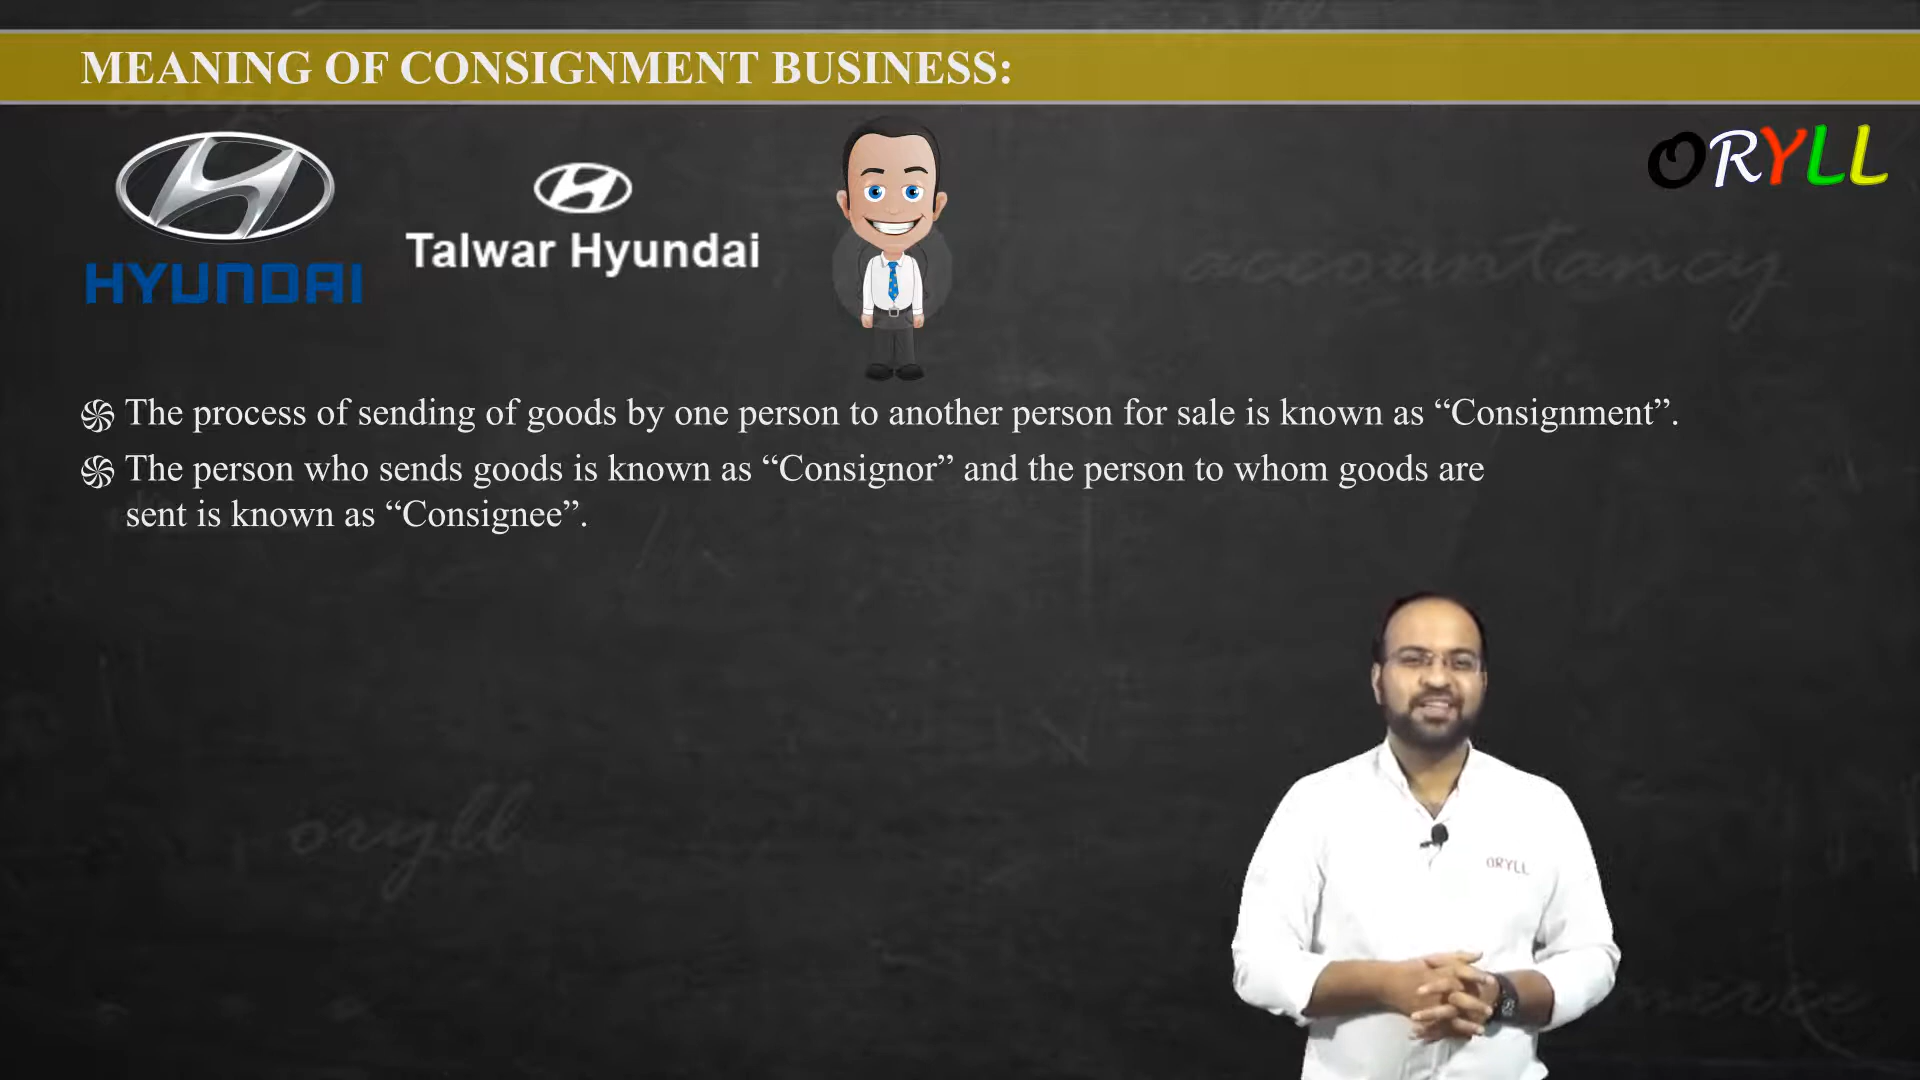 MEANING OF CONSIGNMENT BUSINESS:
ORYLL
HYUNDAI
Talwar Hyundai
accountancy
The process of sending of goods by one person to another person for sale is known as “Consignment”.
The person who sends goods is known as “Consignor” and the person to whom goods are
sent is known as “Consignee”.
oryll
ORYLL